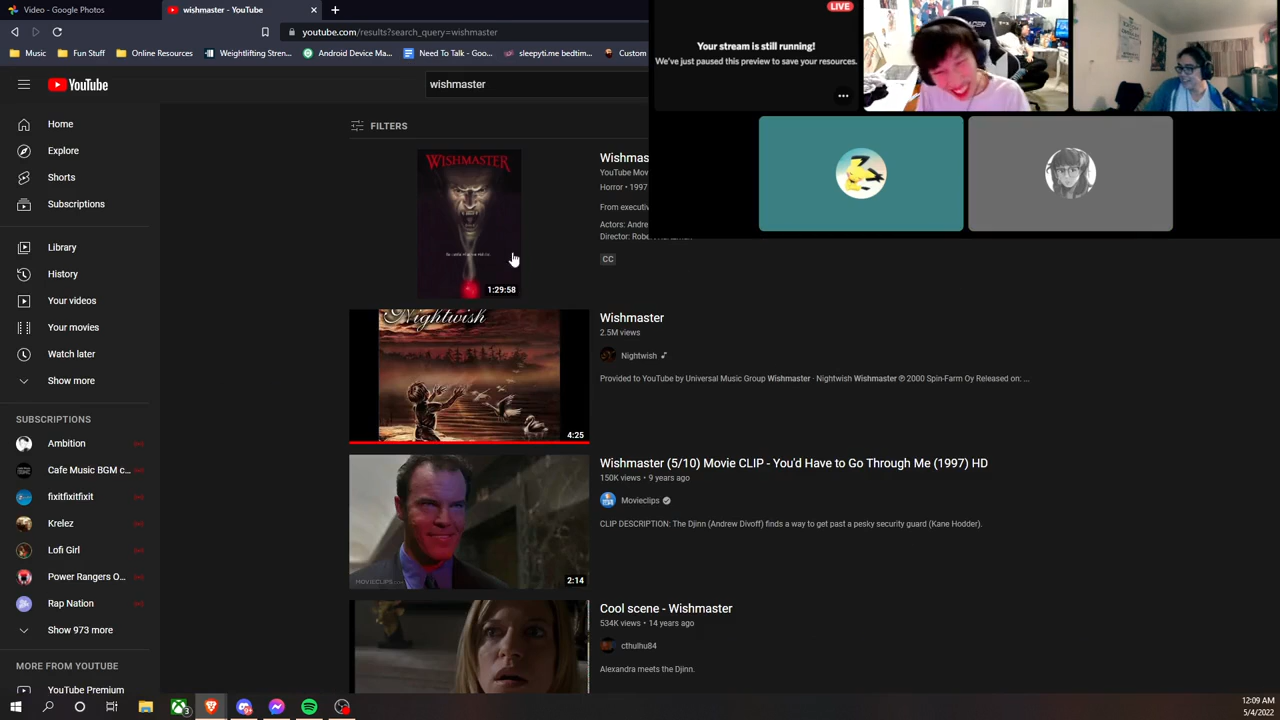 Video - Google Photos
wishmaster - YouTube
youtube.com/results?search_query=wishmaster
Music
Fun Stuff
Online Resources
Weightlifting Stren...
Android Device Ma...
Need To Talk - Goo...
sleepyti.me bedtim...
Custom
YouTube
wishmaster
LIVE
Your stream is still running!
We've just paused this preview to save your resources.
Home
Explore
Shorts
Subscriptions
Library
History
Your videos
Your movies
Watch later
Show more
SUBSCRIPTIONS
Ambition
Cafe Music BGM c...
fixitfixitfixit
Krelez
Lofi Girl
Power Rangers O...
Rap Nation
Show 973 more
MORE FROM YOUTUBE
YouTube Premium
FILTERS
WISHMASTER
1:29:58
Wishmas
YouTube Mov
Horror • 1997
From executiv
Actors: Andre
Director: Rober
CC
Nightwish
4:25
Wishmaster
2.5M views
Nightwish
Provided to YouTube by Universal Music Group Wishmaster · Nightwish Wishmaster ℗ 2000 Spin-Farm Oy Released on: ...
MOVIECLIPS.COM
2:14
Wishmaster (5/10) Movie CLIP - You'd Have to Go Through Me (1997) HD
150K views • 9 years ago
Movieclips
CLIP DESCRIPTION: The Djinn (Andrew Divoff) finds a way to get past a pesky security guard (Kane Hodder).
Cool scene - Wishmaster
534K views • 14 years ago
cthulhu84
Alexandra meets the Djinn.
3
12:09 AM
5/4/2022